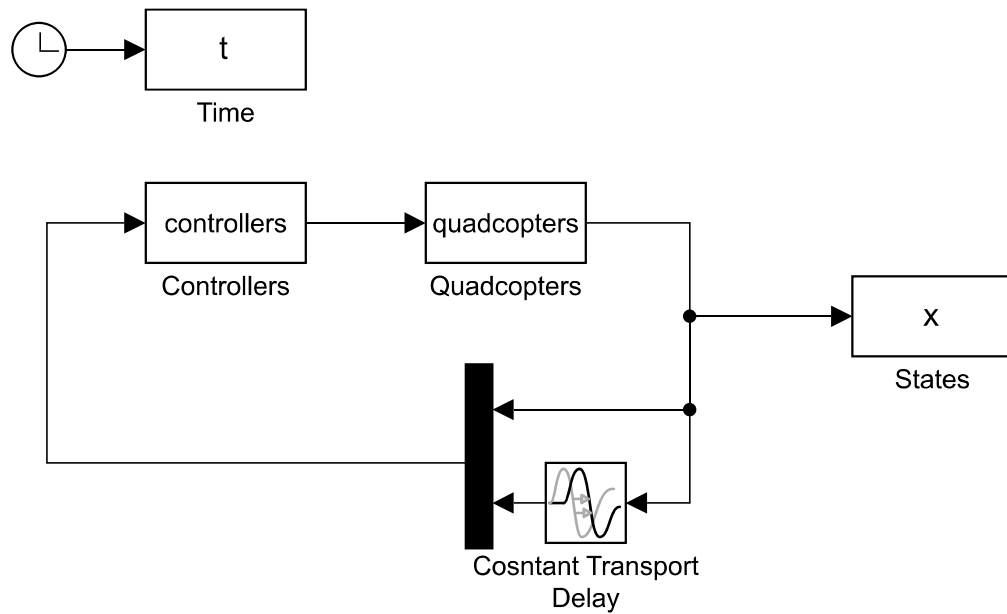 t
Time
controllers
quadcopters
Controllers
Quadcopters
x
States
Cosntant Transport
Delay